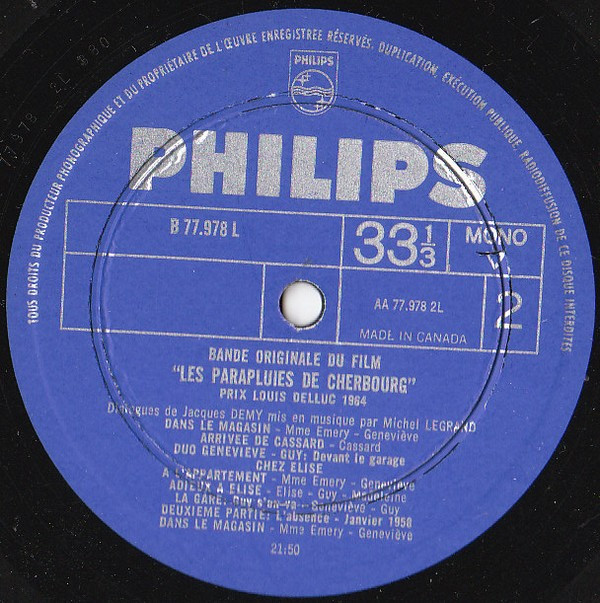 TOUS DROITS DU PRODUCTEUR PHONOGRAPHIQUE ET DU PROPRIÉTAIRE DE L'ŒUVRE ENREGISTRÉE RÉSERVÉS. DUPLICATION, EXÉCUTION PUBLIQUE, RADIODIFFUSION DE CE DISQUE INTERDITES
PHILIPS
PHILIPS
B 77.978 L
33 1/3
MONO
AA 77.978 2L
MADE IN CANADA
2
BANDE ORIGINALE DU FILM
"LES PARAPLUIES DE CHERBOURG"
PRIX LOUIS DELLUC 1964
Dialogues de Jacques DEMY mis en musique par Michel LEGRAND
DANS LE MAGASIN - Mme Emery - Geneviève
ARRIVEE DE CASSARD - Cassard
DUO GENEVIEVE - GUY: Devant le garage
CHEZ ELISE
A L'APPARTEMENT - Mme Emery - Geneviève
ADIEUX A ELISE - Elise - Guy - Madeleine
LA GARE: Guy s'en va - Geneviève - Guy
DEUXIEME PARTIE: L'absence - Janvier 1958
DANS LE MAGASIN - Mme Emery - Geneviève
21:50